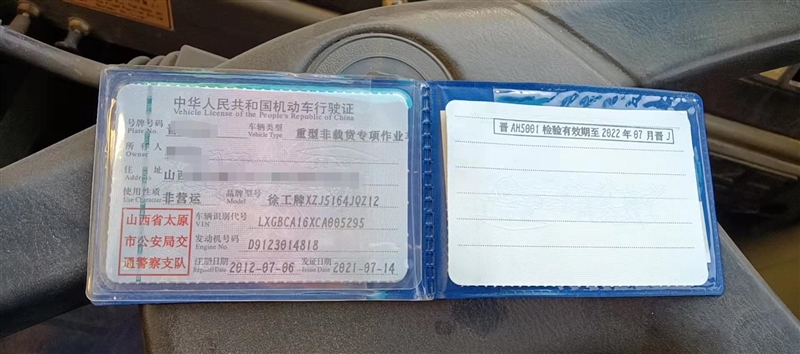 中华人民共和国机动车行驶证
Vehicle License of the People's Republic of China
号牌号码
Plate No.
车辆类型
Vehicle Type
重型非载货专项作业
所有人
Owner
住址
Address
山西
使用性质
Use Character
非营运
品牌型号
Model
徐工牌XZJ5164JQZ12
山西省太原
市公安局交
通警察支队
车辆识别代号
VIN
LXGBCA16XCA005295
发动机号码
Engine No.
D9123014818
注册日期
Register Date
2012-07-06
发证日期
Issue Date
2021-07-14
晋AH5001检验有效期至2022年07月晋J